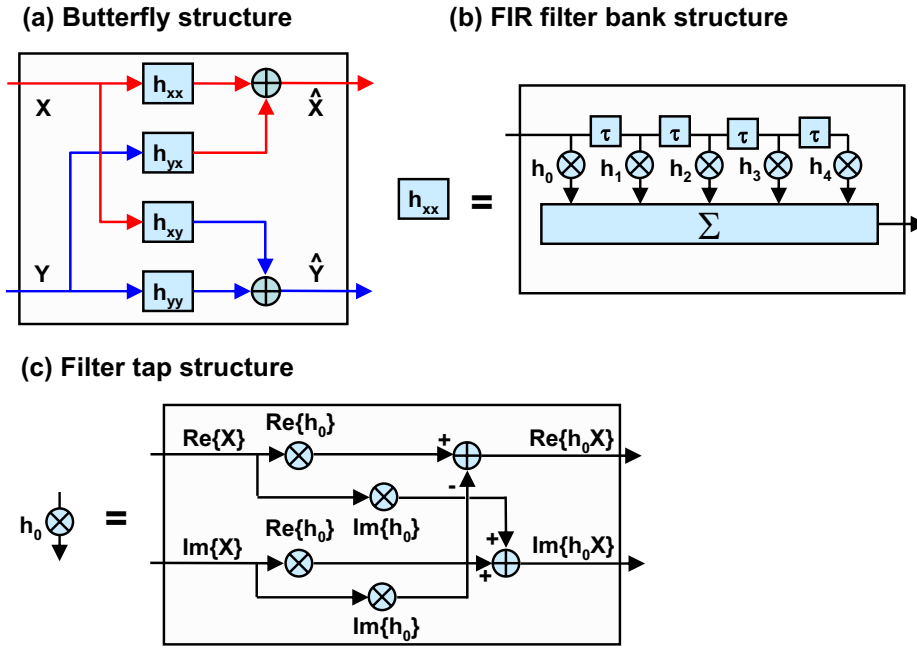 (a) Butterfly structure
X
Y
h_xx
h_yx
h_xy
h_yy
X̂
Ŷ
(b) FIR filter bank structure
h_xx
=
τ τ τ τ
h_0 h_1 h_2 h_3 h_4
Σ
(c) Filter tap structure
h_0
=
Re{X}
Re{h_0}
+
Re{h_0X}
-
Im{h_0}
Im{X}
Re{h_0}
+
+
Im{h_0X}
Im{h_0}